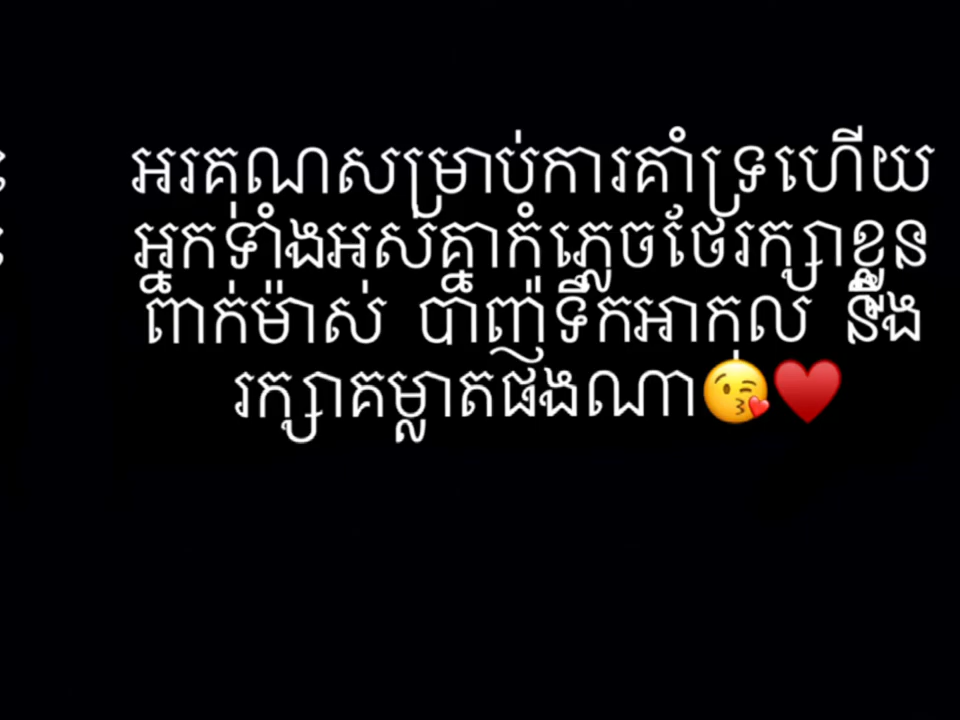 អរគុណសម្រាប់ការគាំទ្រហើយ
អ្នកទាំងអស់គ្នាកុំភ្លេចថែរក្សាខ្លួន
ពាក់ម៉ាស់ បាញ់ទឹកអាកុល និង
រក្សាគម្លាតផងណា😘♥️